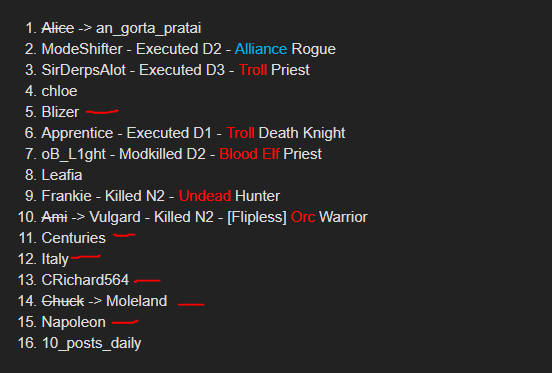 1. Alice -> an_gorta_pratai
2. ModeShifter - Executed D2 - Alliance Rogue
3. SirDerpsAlot - Executed D3 - Troll Priest
4. chloe
5. Blizer
6. Apprentice - Executed D1 - Troll Death Knight
7. oB_L1ght - Modkilled D2 - Blood Elf Priest
8. Leafia
9. Frankie - Killed N2 - Undead Hunter
10. Ami -> Vulgard - Killed N2 - [Flipless] Orc Warrior
11. Centuries
12. Italy
13. CRichard564
14. Chuck -> Moleland
15. Napoleon
16. 10_posts_daily